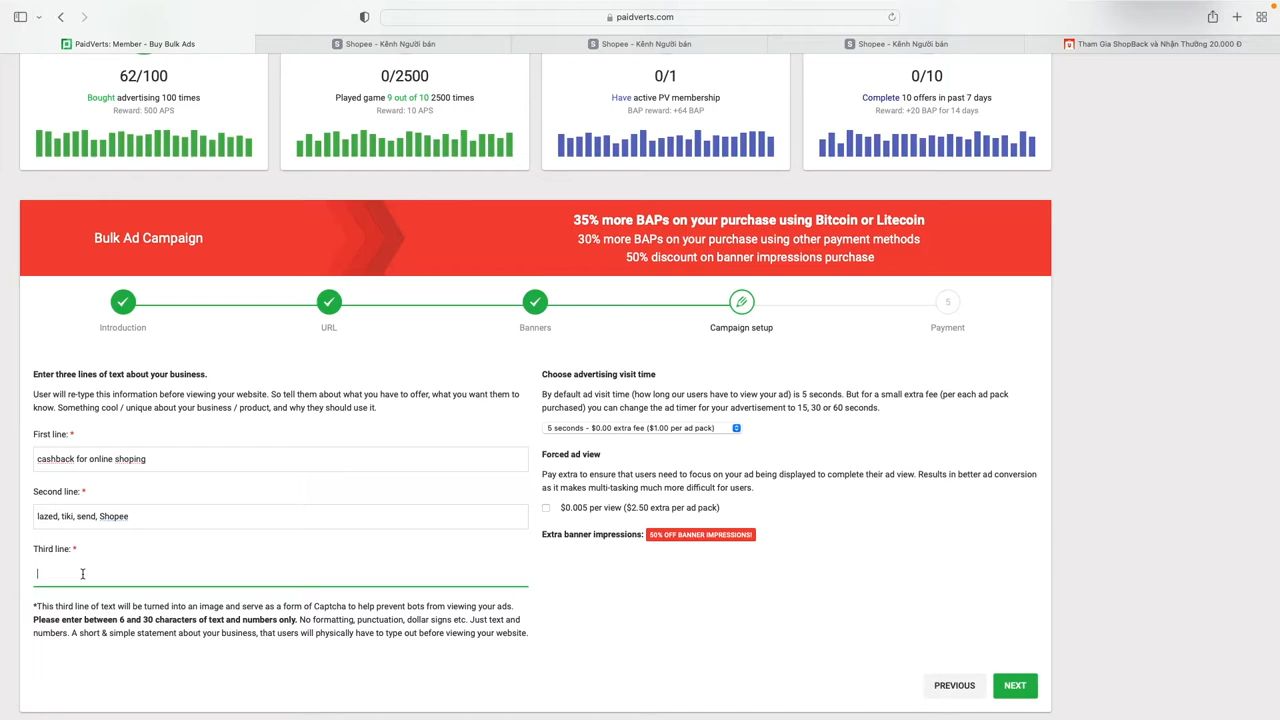 paidverts.com
PaidVerts: Member - Buy Bulk Ads
Shopee - Kênh Người bán
Shopee - Kênh Người bán
Shopee - Kênh Người bán
Tham Gia ShopBack và Nhận Thưởng 20.000 Đ
62/100
Bought advertising 100 times
Reward: 500 APS
0/2500
Played game 9 out of 10 2500 times
Reward: 10 APS
0/1
Have active PV membership
BAP reward: +64 BAP
0/10
Complete 10 offers in past 7 days
Reward: +20 BAP for 14 days
Bulk Ad Campaign
35% more BAPs on your purchase using Bitcoin or Litecoin
30% more BAPs on your purchase using other payment methods
50% discount on banner impressions purchase
Introduction
URL
Banners
Campaign setup
5
Payment
Enter three lines of text about your business.
User will re-type this information before viewing your website. So tell them about what you have to offer, what you want them to
know. Something cool / unique about your business / product, and why they should use it.
First line: *
cashback for online shoping
Second line: *
lazed, tiki, send, Shopee
Third line: *
*This third line of text will be turned into an image and serve as a form of Captcha to help prevent bots from viewing your ads.
Please enter between 6 and 30 characters of text and numbers only. No formatting, punctuation, dollar signs etc. Just text and
numbers. A short & simple statement about your business, that users will physically have to type out before viewing your website.
Choose advertising visit time
By default ad visit time (how long our users have to view your ad) is 5 seconds. But for a small extra fee (per each ad pack
purchased) you can change the ad timer for your advertisement to 15, 30 or 60 seconds.
5 seconds - $0.00 extra fee ($1.00 per ad pack)
Forced ad view
Pay extra to ensure that users need to focus on your ad being displayed to complete their ad view. Results in better ad conversion
as it makes multi-tasking much more difficult for users.
$0.005 per view ($2.50 extra per ad pack)
Extra banner impressions: 50% OFF BANNER IMPRESSIONS!
PREVIOUS
NEXT